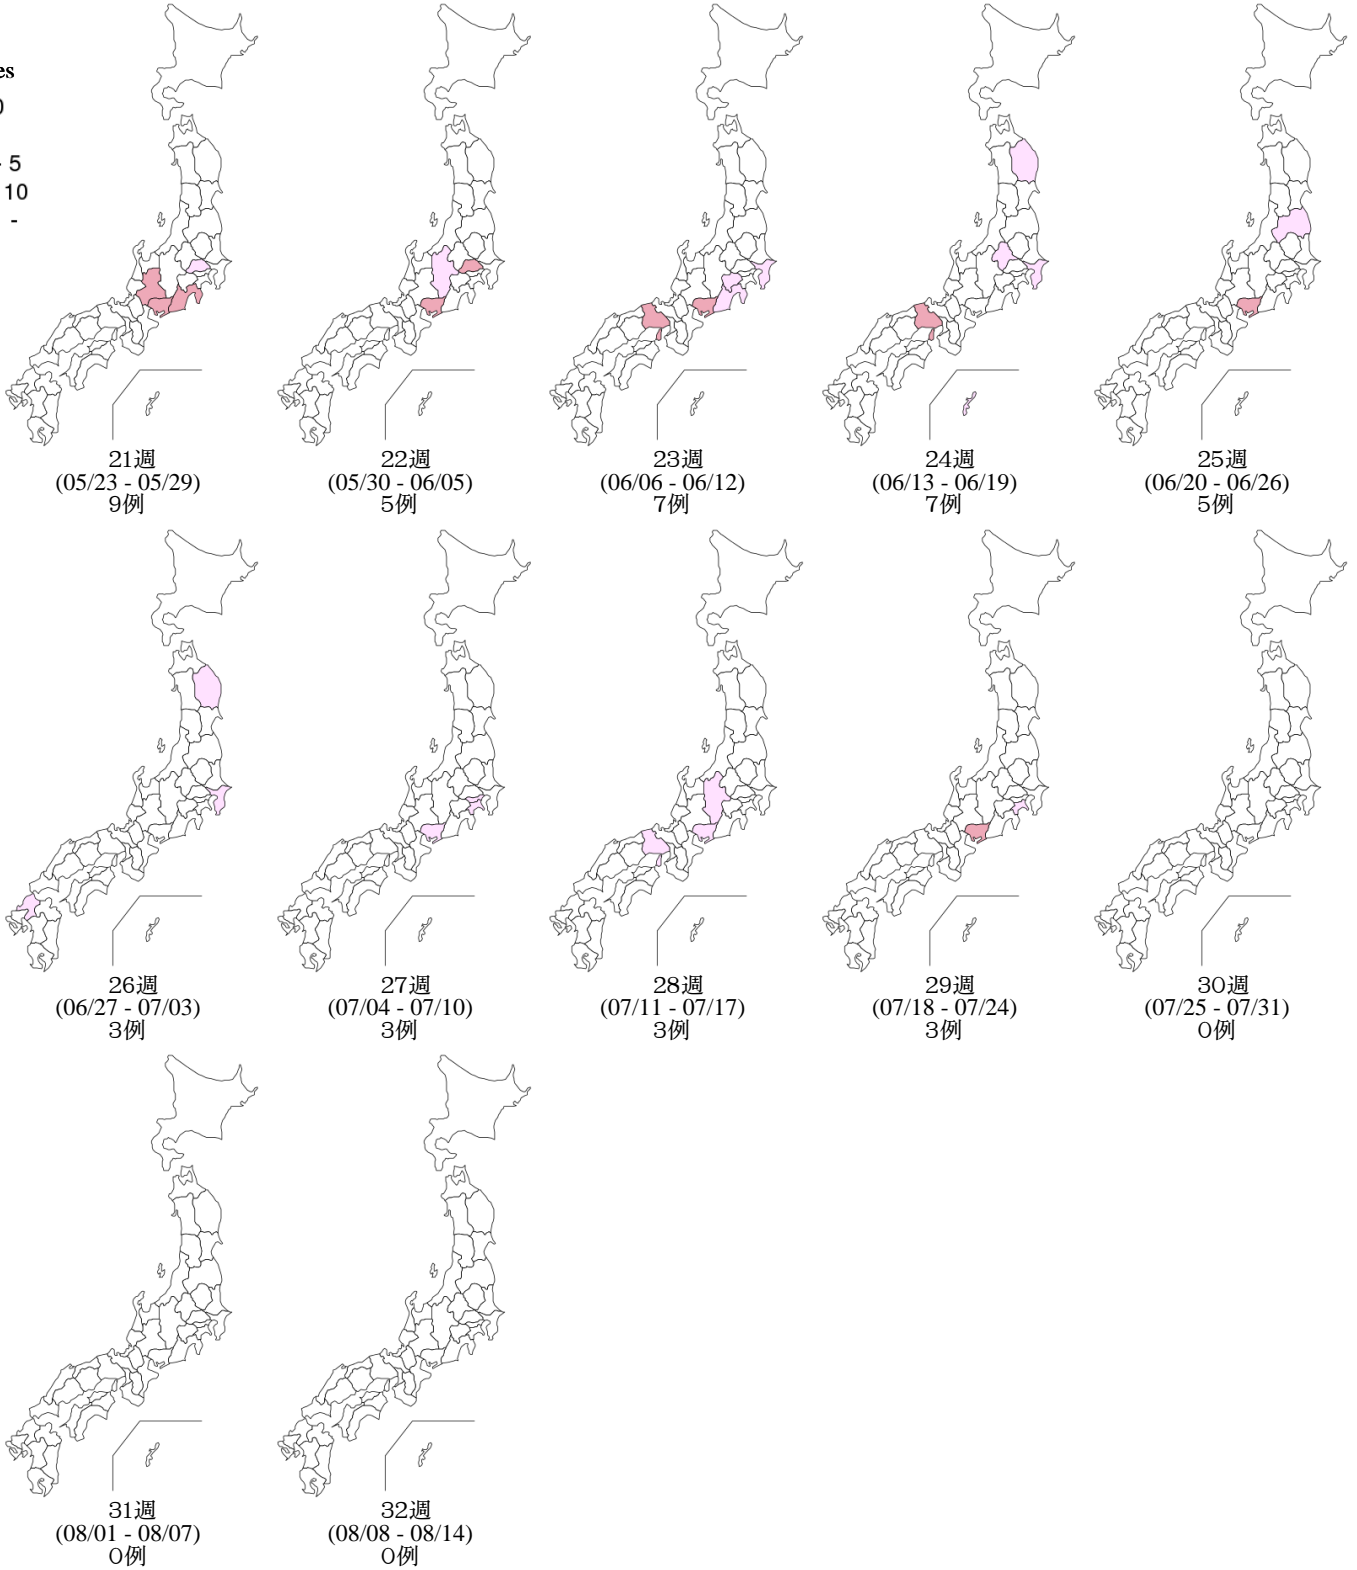 es
0
- 5
10
-
21週
(05/23 - 05/29)
9例
22週
(05/30 - 06/05)
5例
23週
(06/06 - 06/12)
7例
24週
(06/13 - 06/19)
7例
25週
(06/20 - 06/26)
5例
26週
(06/27 - 07/03)
3例
27週
(07/04 - 07/10)
3例
28週
(07/11 - 07/17)
3例
29週
(07/18 - 07/24)
3例
30週
(07/25 - 07/31)
0例
31週
(08/01 - 08/07)
0例
32週
(08/08 - 08/14)
0例